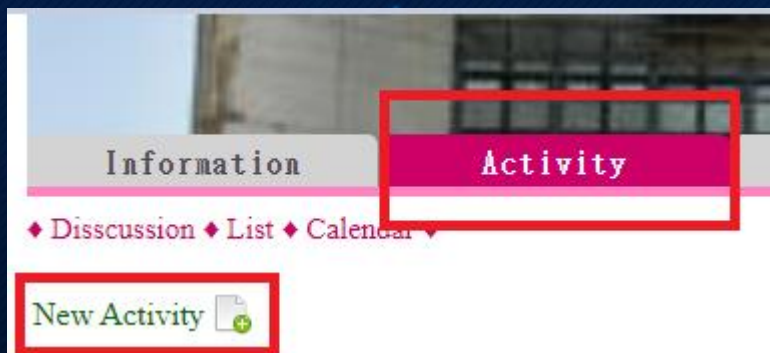 Information Activity
♦ Disscussion ♦ List ♦ Calendar ♦
New Activity